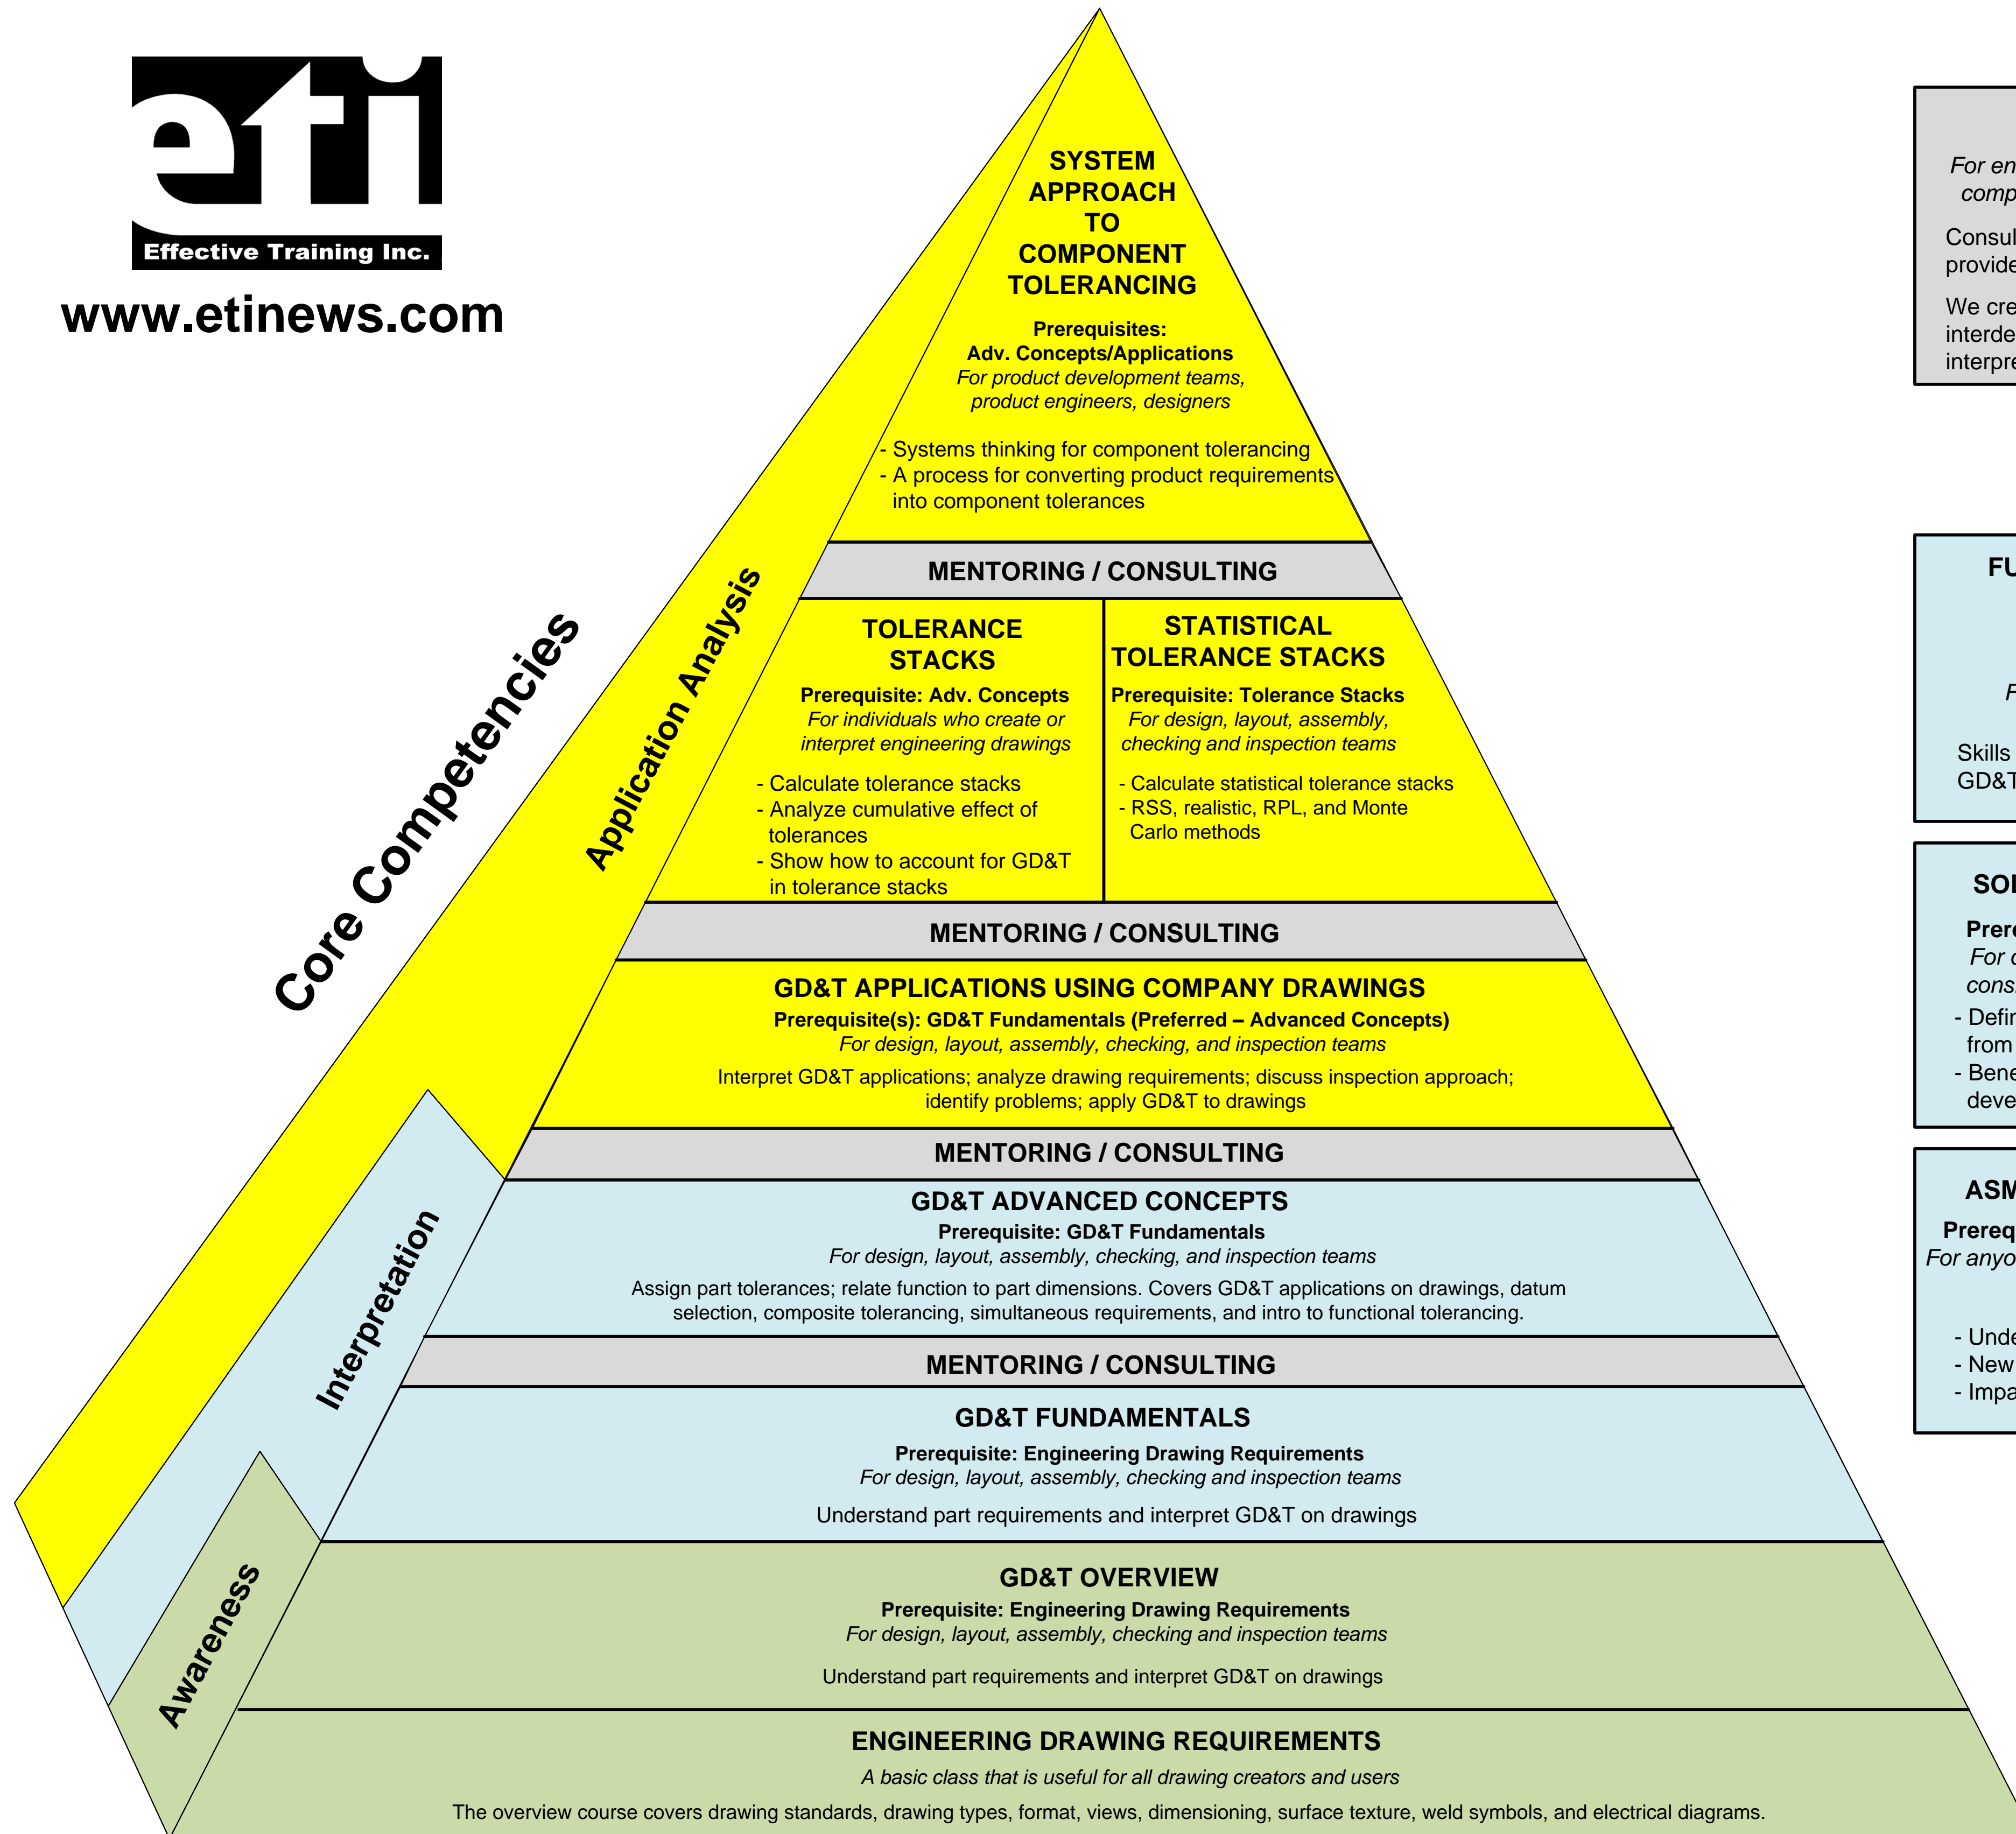 eti
Effective Training Inc.
www.etinews.com
Core Competencies
Application Analysis
Interpretation
Awareness
SYSTEM
APPROACH
TO
COMPONENT
TOLERANCING
Prerequisites:
Adv. Concepts/Applications
For product development teams,
product engineers, designers
- Systems thinking for component tolerancing
- A process for converting product requirements
into component tolerances
MENTORING / CONSULTING
TOLERANCE
STACKS
Prerequisite: Adv. Concepts
For individuals who create or
interpret engineering drawings
- Calculate tolerance stacks
- Analyze cumulative effect of
tolerances
- Show how to account for GD&T
in tolerance stacks
STATISTICAL
TOLERANCE STACKS
Prerequisite: Tolerance Stacks
For design, layout, assembly,
checking and inspection teams
- Calculate statistical tolerance stacks
- RSS, realistic, RPL, and Monte
Carlo methods
MENTORING / CONSULTING
GD&T APPLICATIONS USING COMPANY DRAWINGS
Prerequisite(s): GD&T Fundamentals (Preferred – Advanced Concepts)
For design, layout, assembly, checking, and inspection teams
Interpret GD&T applications; analyze drawing requirements; discuss inspection approach;
identify problems; apply GD&T to drawings
MENTORING / CONSULTING
GD&T ADVANCED CONCEPTS
Prerequisite: GD&T Fundamentals
For design, layout, assembly, checking, and inspection teams
Assign part tolerances; relate function to part dimensions. Covers GD&T applications on drawings, datum
selection, composite tolerancing, simultaneous requirements, and intro to functional tolerancing.
MENTORING / CONSULTING
GD&T FUNDAMENTALS
Prerequisite: Engineering Drawing Requirements
For design, layout, assembly, checking and inspection teams
Understand part requirements and interpret GD&T on drawings
GD&T OVERVIEW
Prerequisite: Engineering Drawing Requirements
For design, layout, assembly, checking and inspection teams
Understand part requirements and interpret GD&T on drawings
ENGINEERING DRAWING REQUIREMENTS
A basic class that is useful for all drawing creators and users
The overview course covers drawing standards, drawing types, format, views, dimensioning, surface texture, weld symbols, and electrical diagrams.
For
We
Skills
GD&T
For
from
-
- New
-